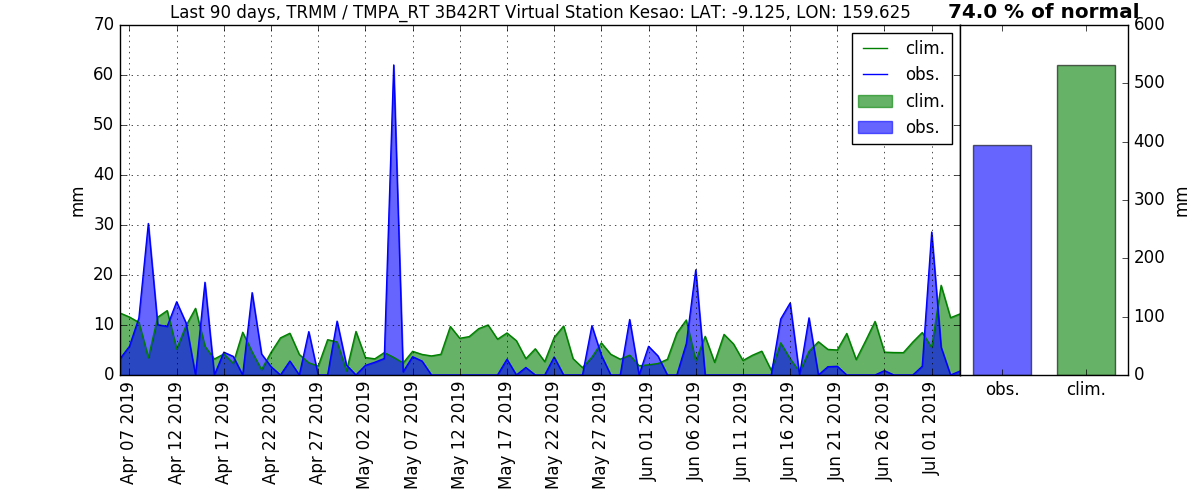 Last 90 days, TRMM / TMPA_RT 3B42RT Virtual Station Kesao: LAT: -9.125, LON: 159.625
74.0 % of normal
70
60
50
40
30
20
10
0
mm
clim.
obs.
clim.
obs.
Apr 07 2019
Apr 12 2019
Apr 17 2019
Apr 22 2019
Apr 27 2019
May 02 2019
May 07 2019
May 12 2019
May 17 2019
May 22 2019
May 27 2019
Jun 01 2019
Jun 06 2019
Jun 11 2019
Jun 16 2019
Jun 21 2019
Jun 26 2019
Jul 01 2019
600
500
400
300
200
100
0
mm
obs.
clim.